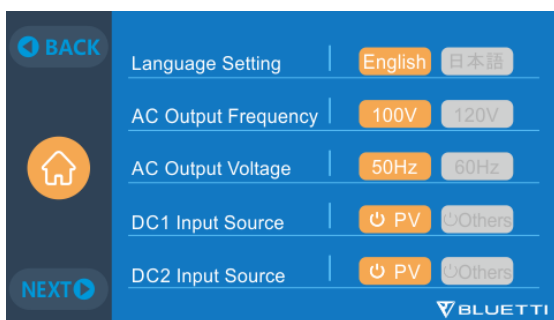 BACK
Language Setting English 日本語
AC Output Frequency 100V 120V
AC Output Voltage 50Hz 60Hz
DC1 Input Source PV Others
DC2 Input Source PV Others
NEXT
BLUETTI